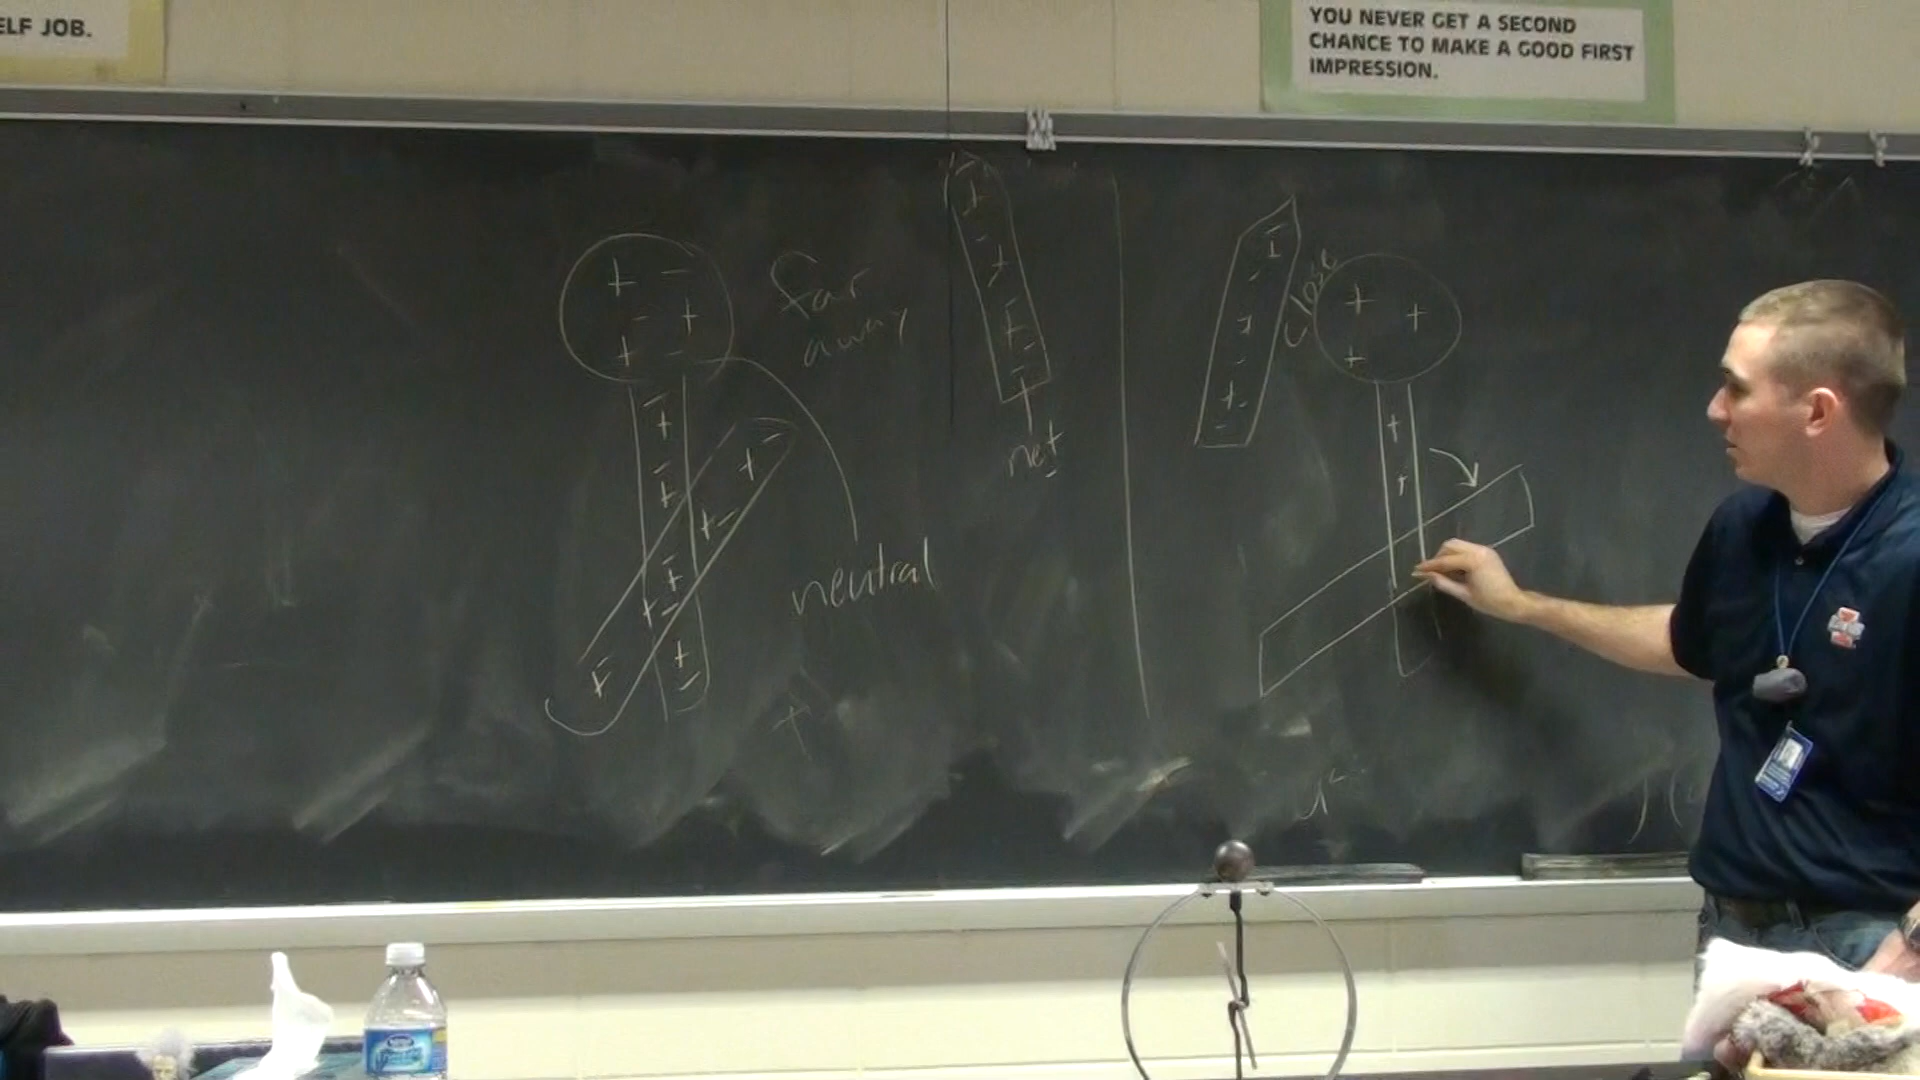 ELF JOB.
YOU NEVER GET A SECOND
CHANCE TO MAKE A GOOD FIRST
IMPRESSION.
far
away
close
net
neutral